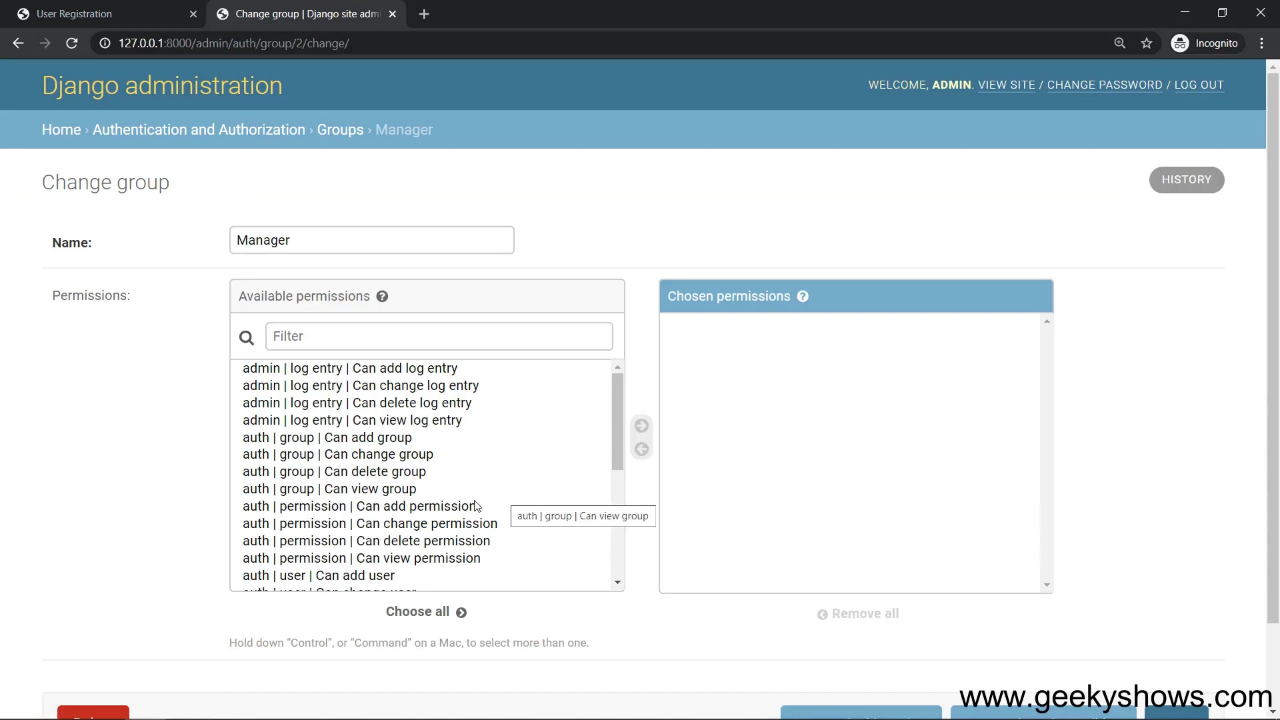 User Registration
Change group | Django site adm
127.0.0.1:8000/admin/auth/group/2/change/
Incognito
Django administration
WELCOME, ADMIN. VIEW SITE / CHANGE PASSWORD / LOG OUT
Home › Authentication and Authorization › Groups › Manager
Change group
HISTORY
Name:
Manager
Permissions:
Available permissions
Chosen permissions
Filter
admin | log entry | Can add log entry
admin | log entry | Can change log entry
admin | log entry | Can delete log entry
admin | log entry | Can view log entry
auth | group | Can add group
auth | group | Can change group
auth | group | Can delete group
auth | group | Can view group
auth | permission | Can add permission
auth | group | Can view group
auth | permission | Can change permission
auth | permission | Can delete permission
auth | permission | Can view permission
auth | user | Can add user
Choose all
Remove all
Hold down “Control”, or “Command” on a Mac, to select more than one.
www.geekyshows.com